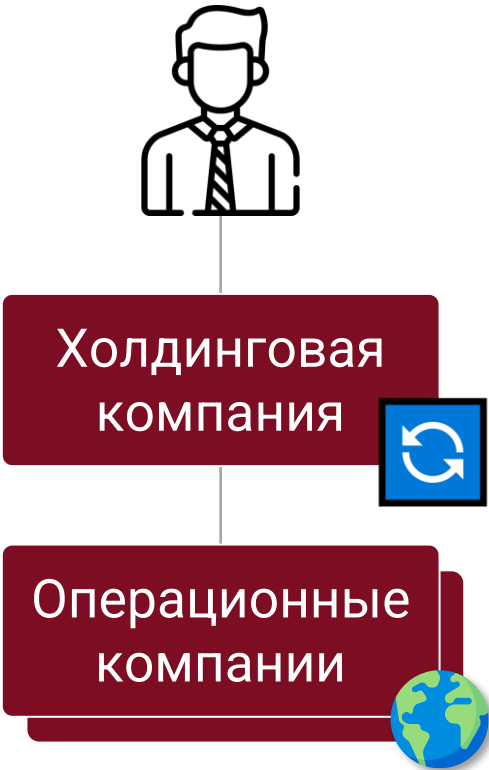 Холдинговая
компания
Операционные
компании